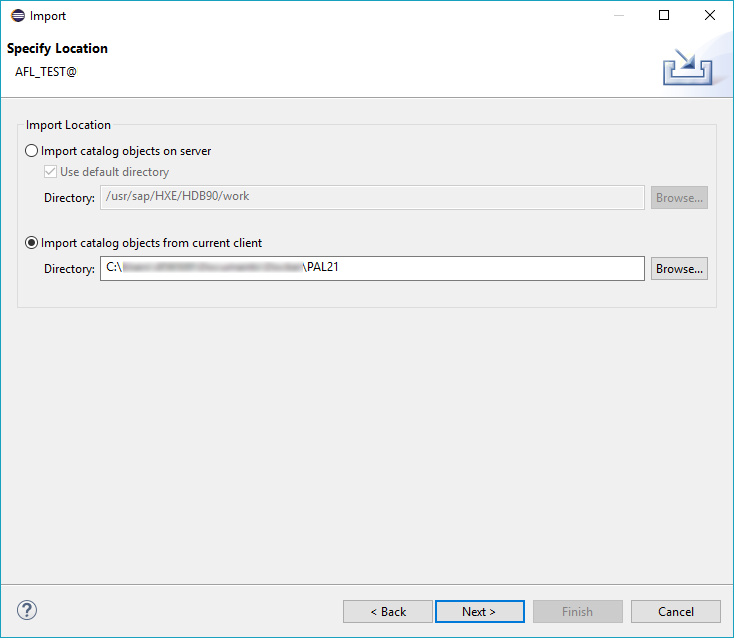 Import
Specify Location
AFL_TEST@
Import Location
Import catalog objects on server
Use default directory
Directory: /usr/sap/HXE/HDB90/work Browse...
Import catalog objects from current client
Directory: C:\ \PAL21 Browse...
? < Back Next > Finish Cancel